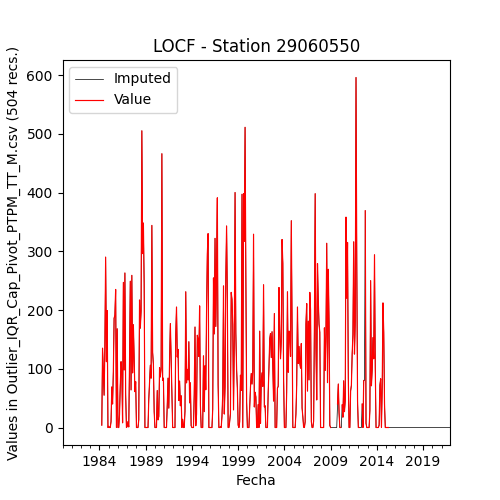 LOCF - Station 29060550
Imputed
Value
Values in Outlier_IQR_Cap_Pivot_PTPM_TT_M.csv (504 recs.)
600
500
400
300
200
100
0
1984 1989 1994 1999 2004 2009 2014 2019
Fecha